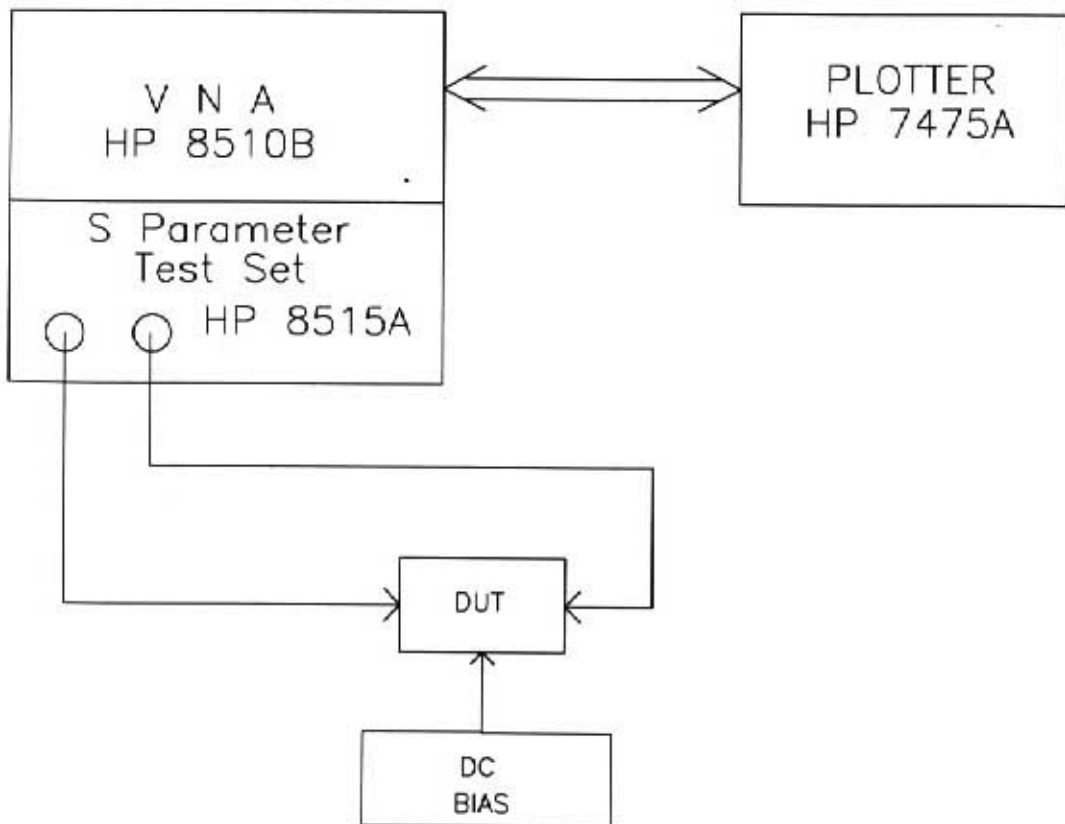 V N A
HP 8510B
PLOTTER
HP 7475A
S Parameter
Test Set
HP 8515A
DUT
DC
BIAS